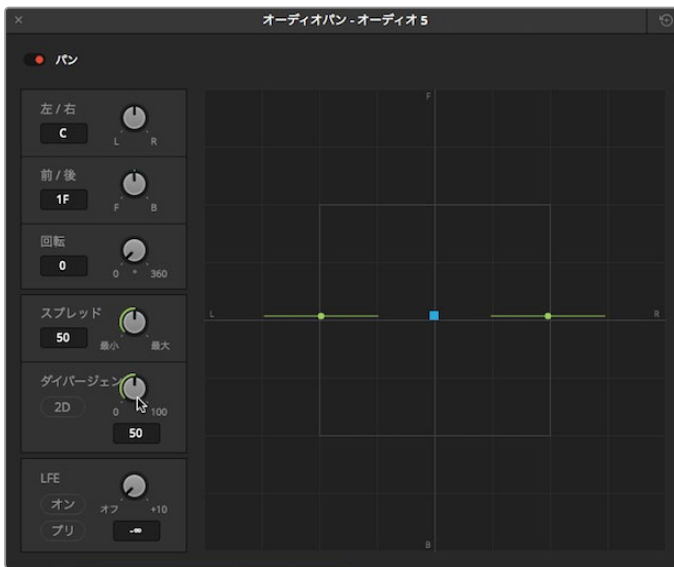 オーディオパン - オーディオ 5
パン
左 / 右
C
L R
前 / 後
1F
F B
回転
0
0 ° 360
スプレッド
50
最小 最大
ダイバージェン
2D
0 100
50
LFE
オン
オフ +10
プリ
-∞
F
L
R
B